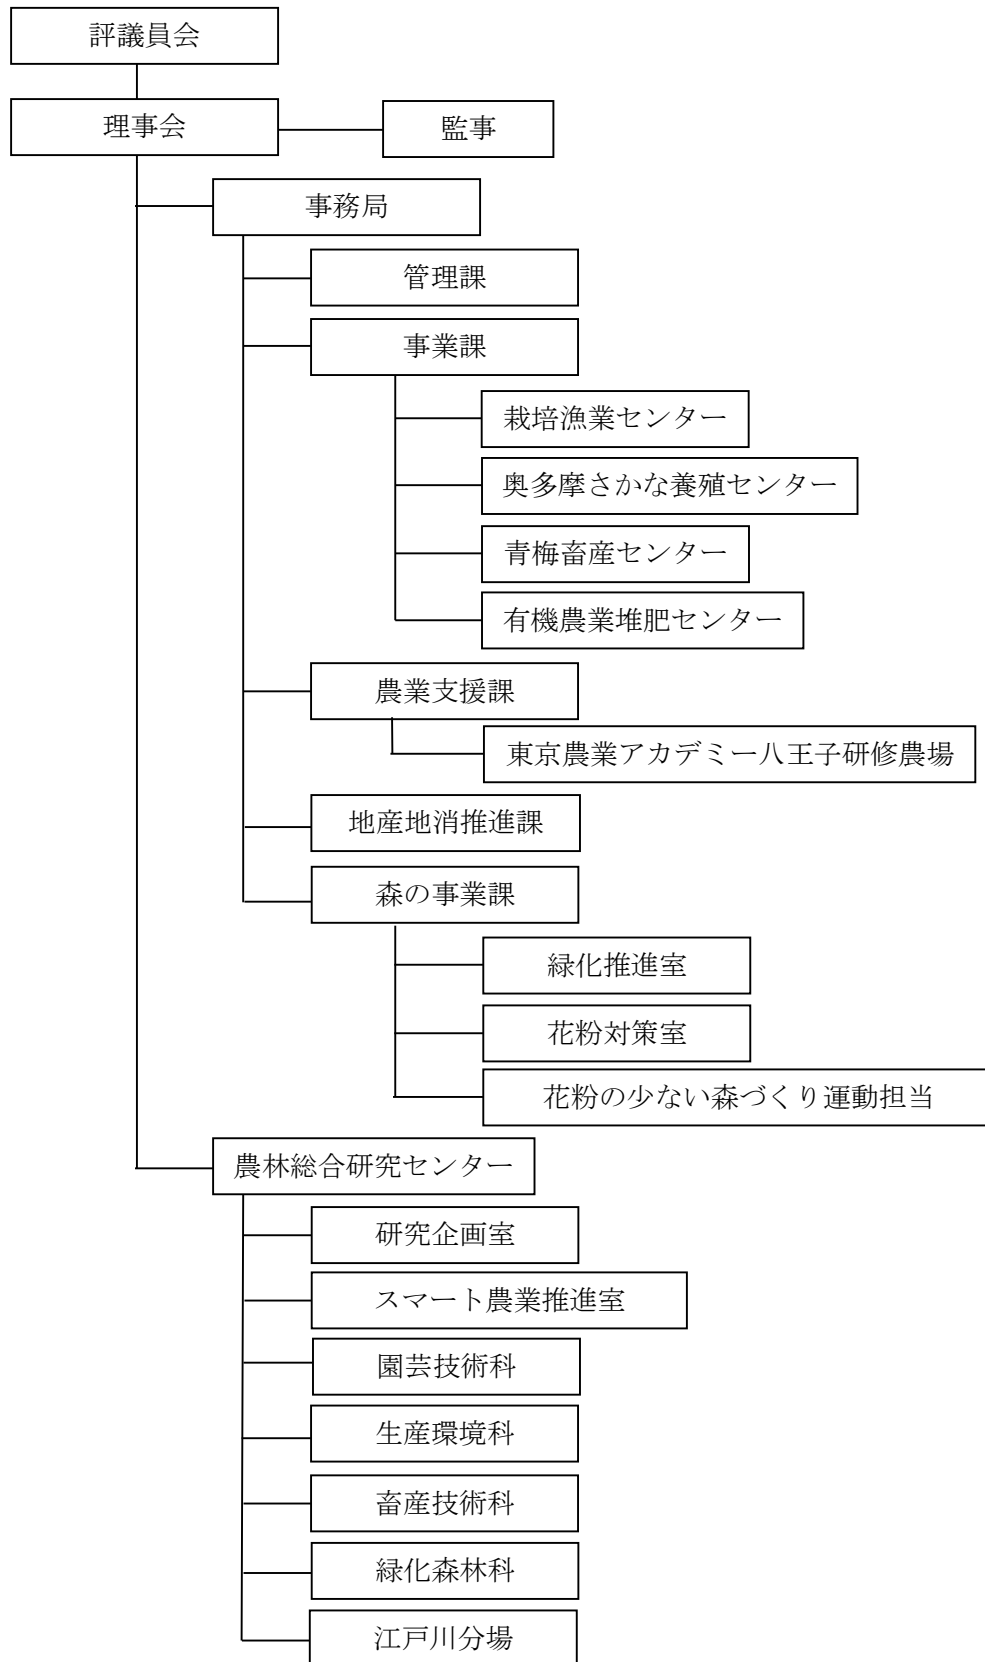 評議員会
理事会
監事
事務局
管理課
事業課
栽培漁業センター
奥多摩さかな養殖センター
青梅畜産センター
有機農業堆肥センター
農業支援課
東京農業アカデミー八王子研修農場
地産地消推進課
森の事業課
緑化推進室
花粉対策室
花粉の少ない森づくり運動担当
農林総合研究センター
研究企画室
スマート農業推進室
園芸技術科
生産環境科
畜産技術科
緑化森林科
江戸川分場